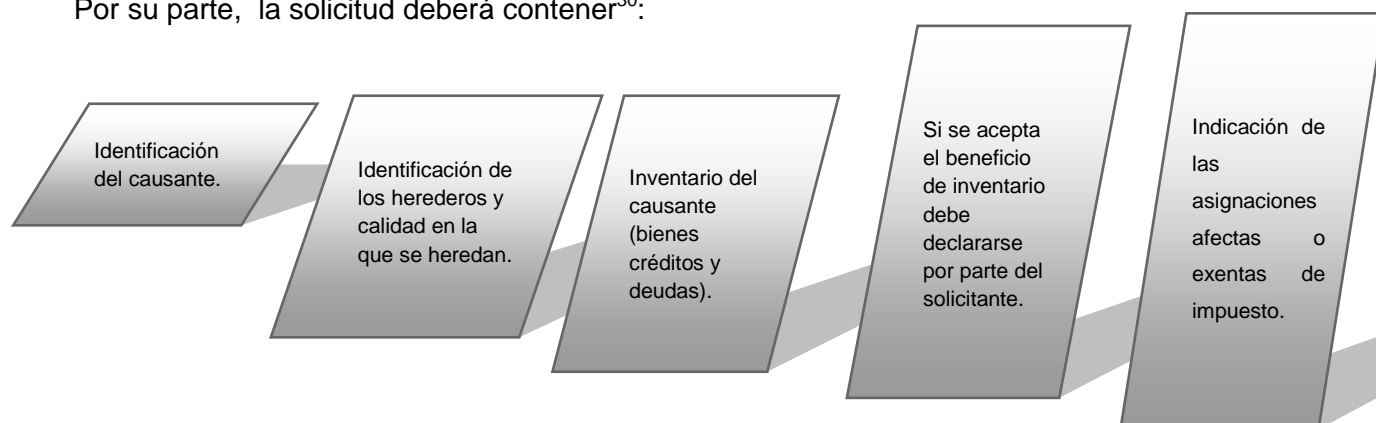 Por su parte, la solicitud deberá contener30:
Identificación
del causante.
Identificación de
los herederos y
calidad en la
que se heredan.
Inventario del
causante
(bienes
créditos y
deudas).
Si se acepta
el beneficio
de inventario
debe
declararse
por parte del
solicitante.
Indicación de
las
asignaciones
afectas o
exentas de
impuesto.